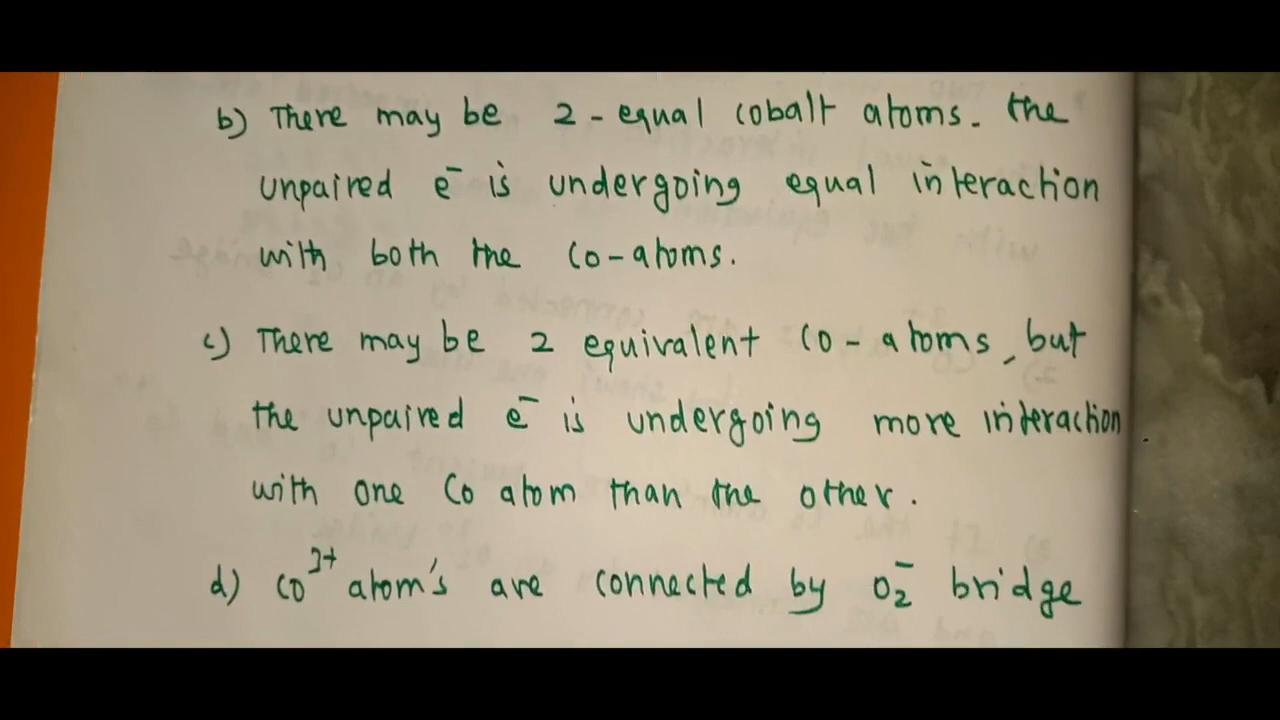 b) There may be 2 - equal cobalt atoms. the
unpaired e⁻ is undergoing equal interaction
with both the Co-atoms.
c) There may be 2 equivalent Co - atoms, but
the unpaired e⁻ is undergoing more interaction
with one Co atom than the other.
d) Co³⁺ atom's are connected by O₂⁻ bridge